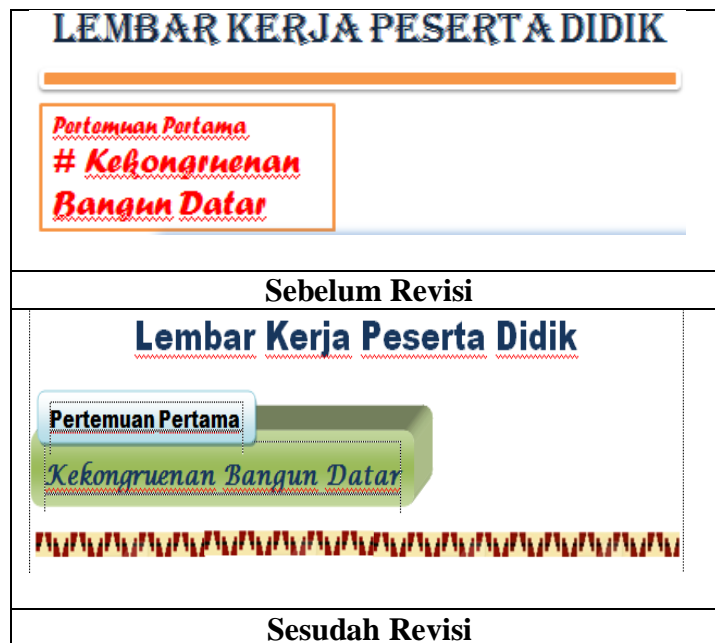 LEMBAR KERJA PESERTA DIDIK
Pertemuan Pertama
# Kekongruenan
Bangun Datar
Sebelum Revisi
Lembar Kerja Peserta Didik
Pertemuan Pertama
Kekongruenan Bangun Datar
Sesudah Revisi